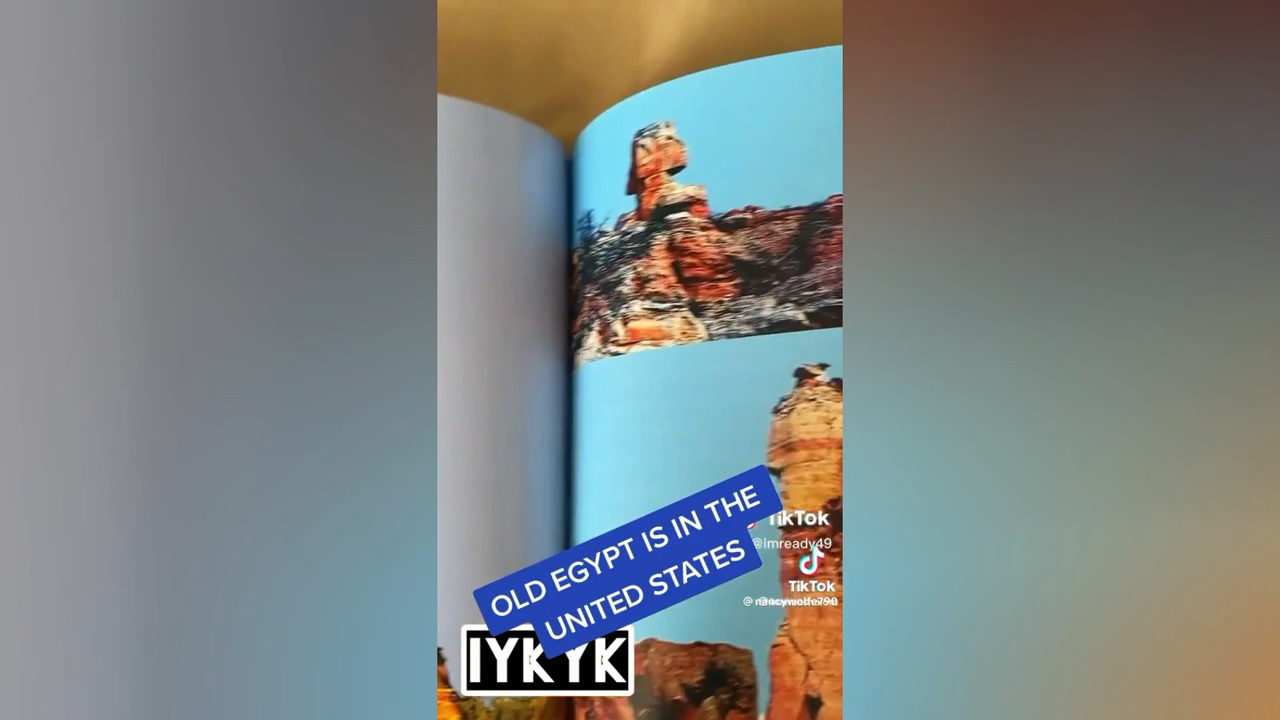 OLD EGYPT IS IN THE
UNITED STATES
TikTok
@imready49
TikTok
IYKYK